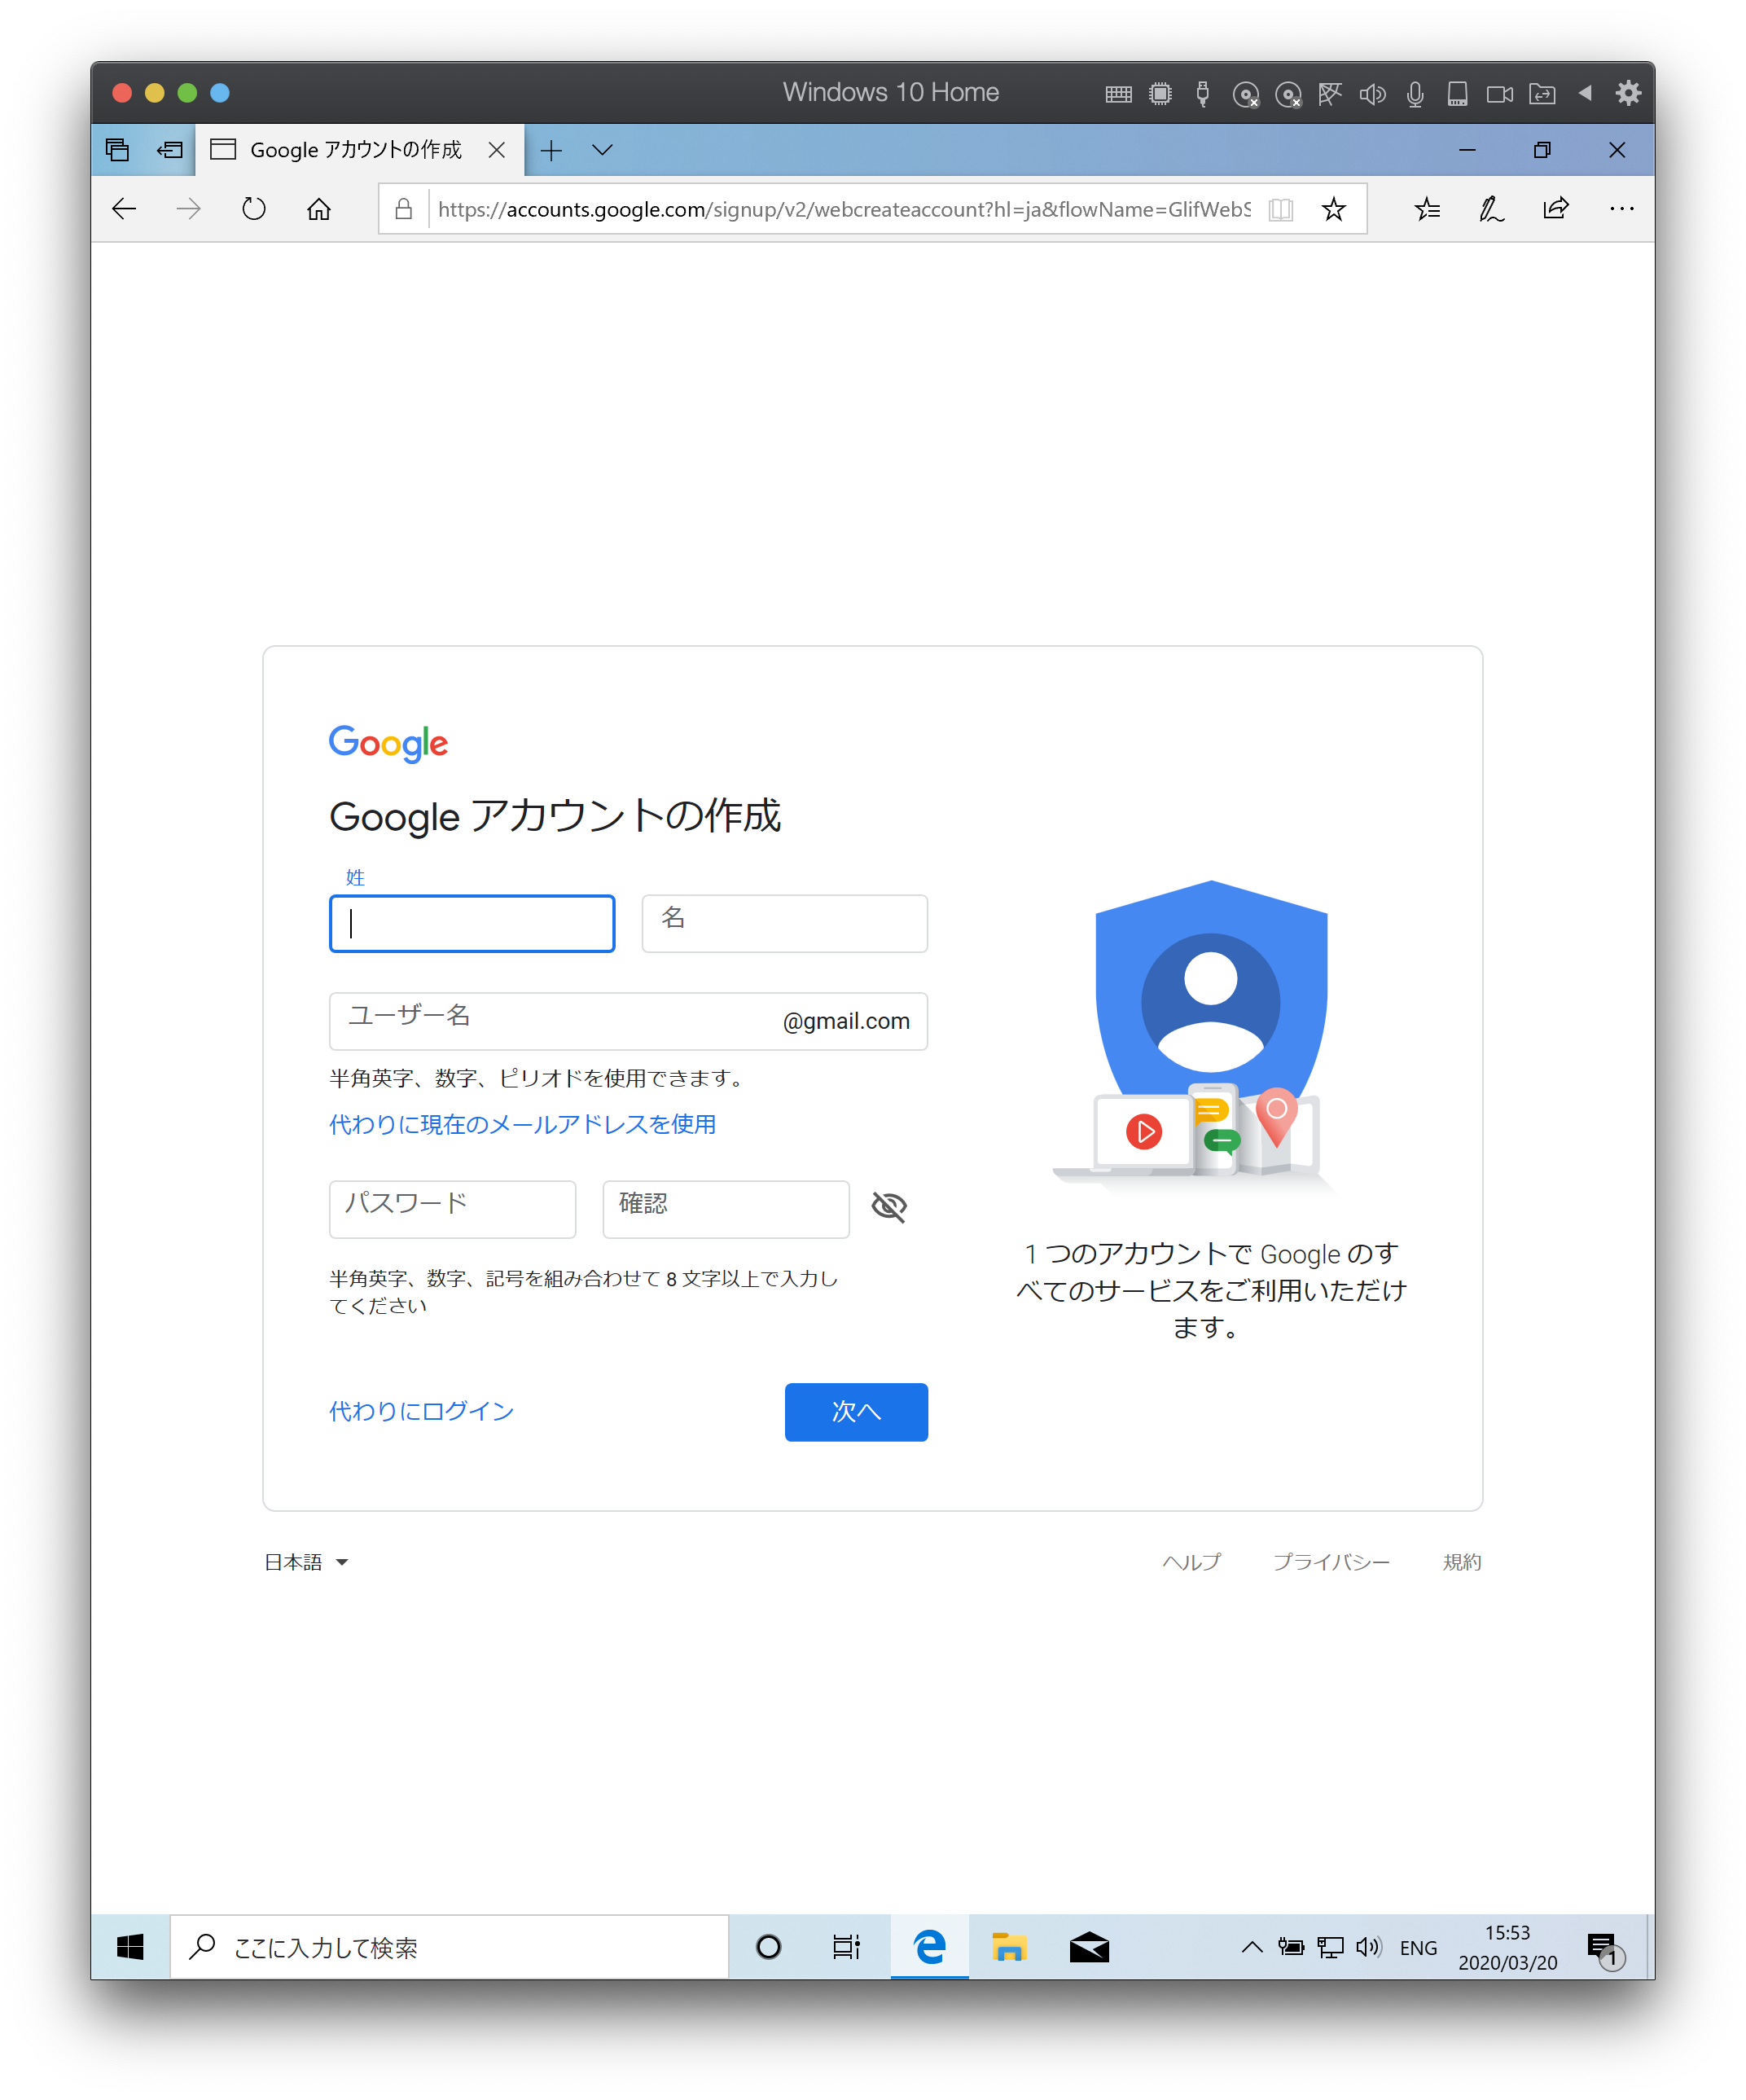 Windows 10 Home
Google アカウントの作成
https://accounts.google.com/signup/v2/webcreateaccount?hl=ja&flowName=GlifWebS
Google
Google アカウントの作成
姓
名
ユーザー名 @gmail.com
半角英字、数字、ピリオドを使用できます。
代わりに現在のメールアドレスを使用
パスワード 確認
半角英字、数字、記号を組み合わせて 8 文字以上で入力し
てください
代わりにログイン 次へ
1 つのアカウントで Google のす
べてのサービスをご利用いただけ
ます。
日本語 ヘルプ プライバシー 規約
ここに入力して検索
ENG
15:53
2020/03/20
1